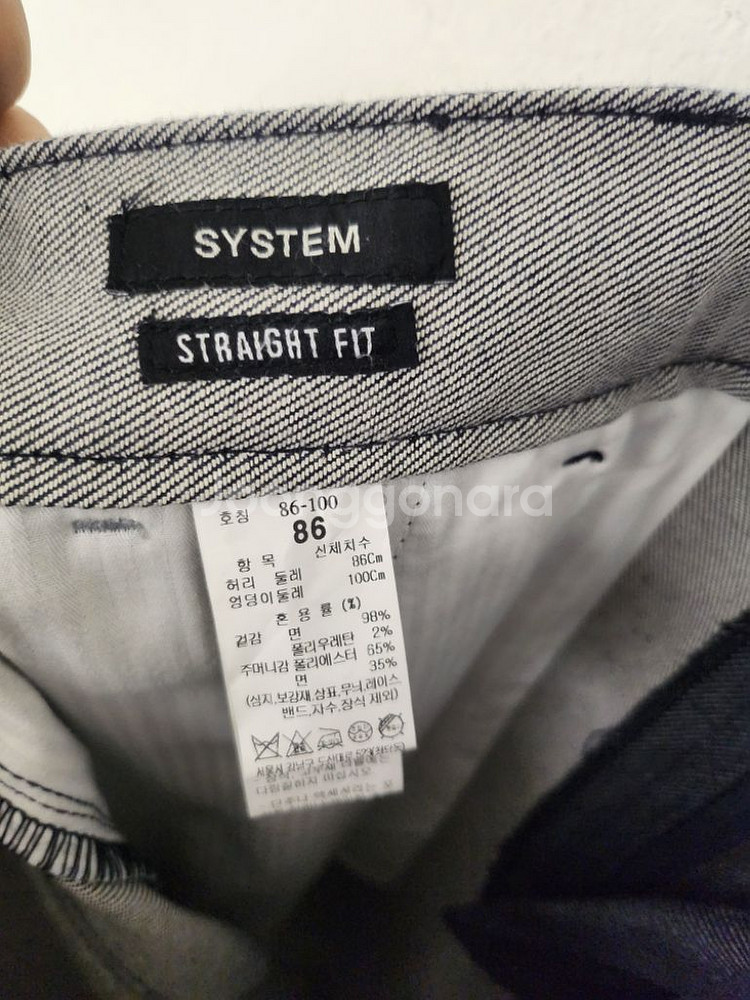 SYSTEM
STRAIGHT FIT
호칭 86-100
86
항 목 신체치수
허리 둘레 86Cm
엉덩이둘레 100Cm
혼 용 률 (%)
겉감 면 98%
폴리우레탄 2%
주머니감 폴리에스터 65%
면 35%
(심지,보강재,상표,무늬,레이스
밴드,자수,장식 제외)